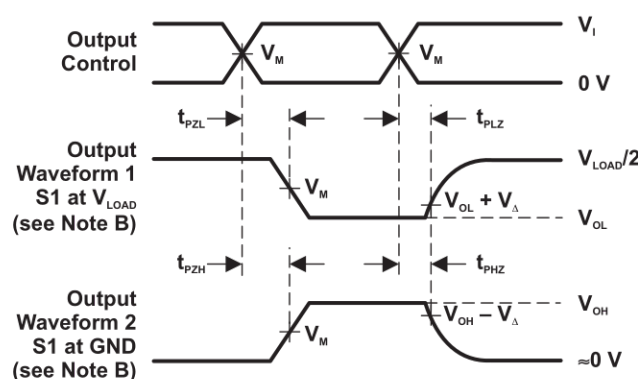 Output
Control
V_M
V_M
V_I
0 V
t_PZL
t_PLZ
Output
Waveform 1
S1 at V_LOAD
(see Note B)
V_M
V_LOAD/2
V_OL + V_Δ
V_OL
t_PZH
t_PHZ
Output
Waveform 2
S1 at GND
(see Note B)
V_M
V_OH
V_OH − V_Δ
≈0 V